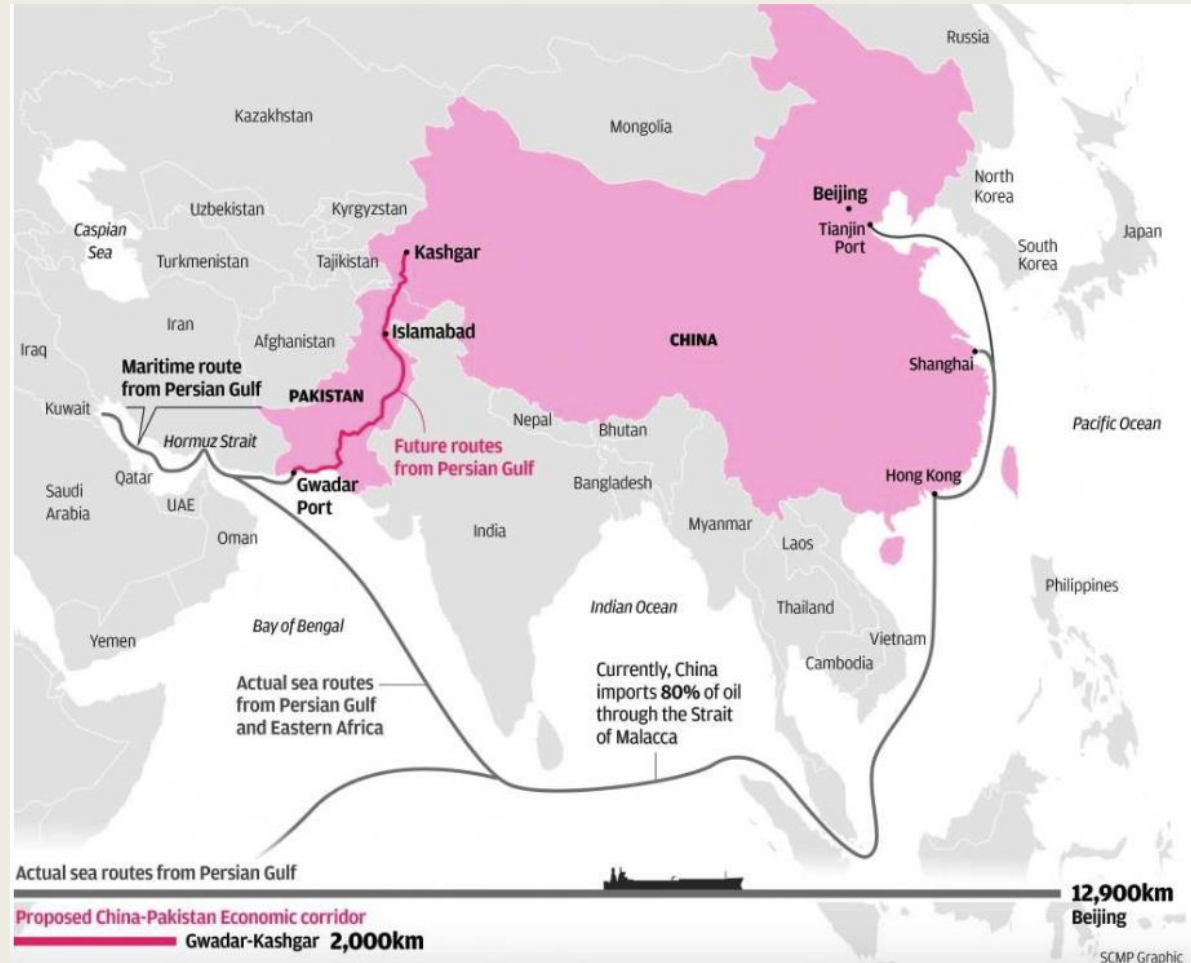 Russia
Kazakhstan
Mongolia
Beijing
North
Korea
Uzbekistan
Kyrgyzstan
Caspian
Sea
Tianjin
Port
Japan
South
Korea
Turkmenistan
Tajikistan
Kashgar
Iran
Afghanistan
Islamabad
CHINA
Iraq
Shanghai
Maritime route
from Persian Gulf
PAKISTAN
Kuwait
Nepal
Bhutan
Pacific Ocean
Hormuz Strait
Future routes
from Persian Gulf
Qatar
Gwadar
Port
Hong Kong
Bangladesh
Saudi
Arabia
UAE
India
Myanmar
Oman
Laos
Philippines
Indian Ocean
Thailand
Bay of Bengal
Yemen
Vietnam
Cambodia
Currently, China
imports 80% of oil
through the Strait
of Malacca
Actual sea routes
from Persian Gulf
and Eastern Africa
Actual sea routes from Persian Gulf
12,900km
Beijing
Proposed China-Pakistan Economic corridor
Gwadar-Kashgar 2,000km
SCMP Graphic